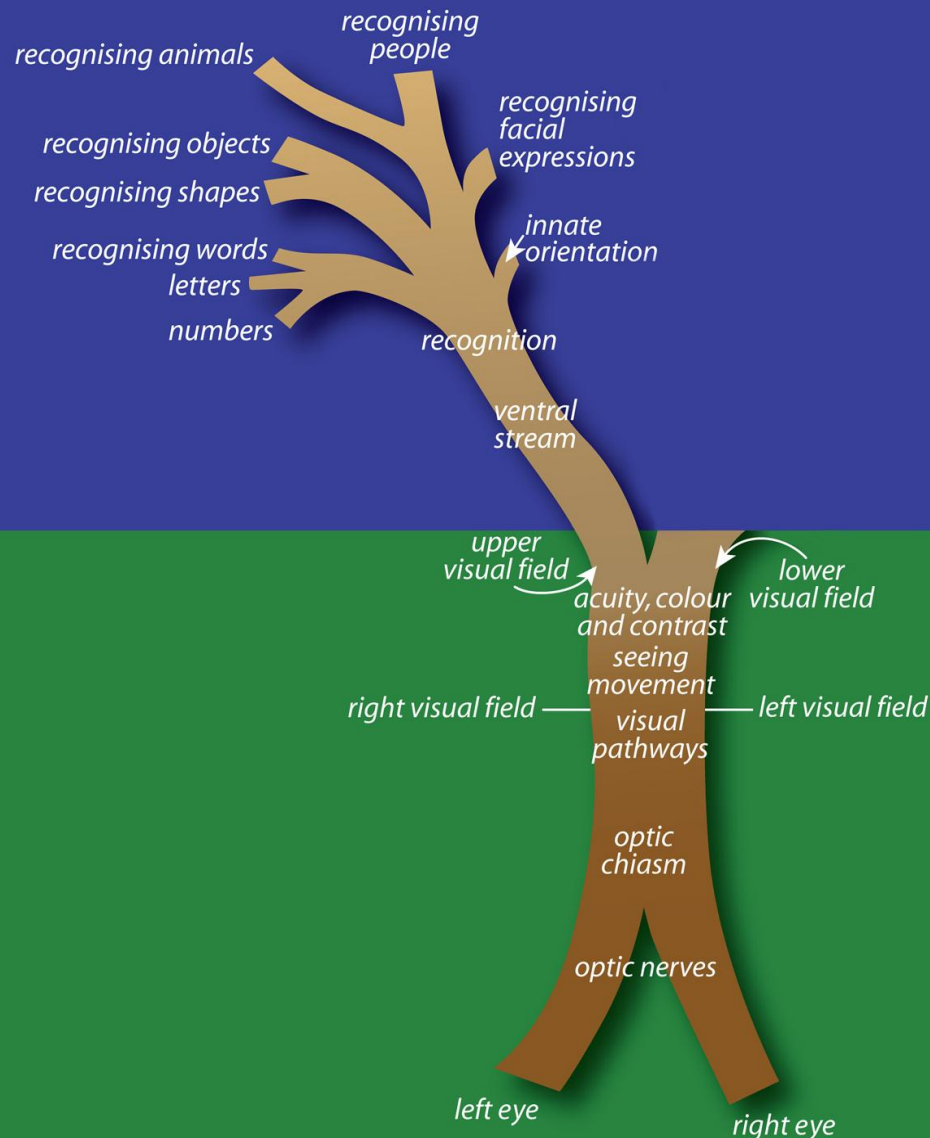 recognising
people
recognising animals
recognising
facial
expressions
recognising objects
recognising shapes
innate
orientation
recognising words
letters
numbers
recognition
ventral
stream
upper
visual field
lower
visual field
acuity, colour
and contrast
seeing
movement
right visual field
left visual field
visual
pathways
optic
chiasm
optic nerves
left eye
right eye